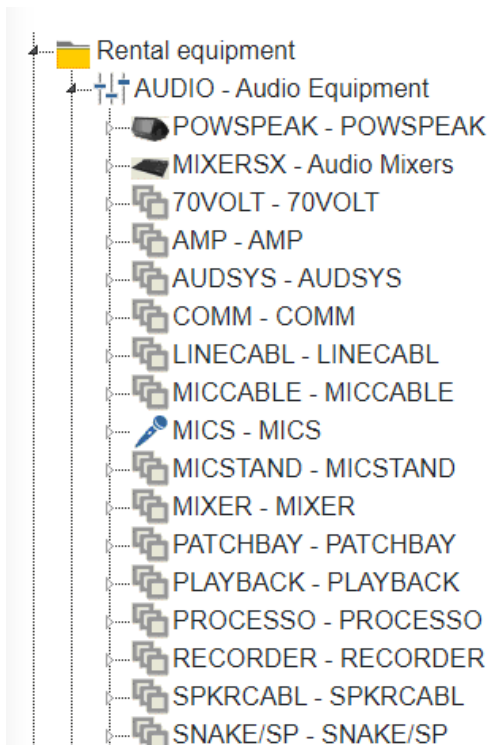 Rental equipment
AUDIO - Audio Equipment
POWSPEAK - POWSPEAK
MIXERSX - Audio Mixers
70VOLT - 70VOLT
AMP - AMP
AUDSYS - AUDSYS
COMM - COMM
LINECABL - LINECABL
MICCABLE - MICCABLE
MICS - MICS
MICSTAND - MICSTAND
MIXER - MIXER
PATCHBAY - PATCHBAY
PLAYBACK - PLAYBACK
PROCESSO - PROCESSO
RECORDER - RECORDER
SPKRCABL - SPKRCABL
SNAKE/SP - SNAKE/SP